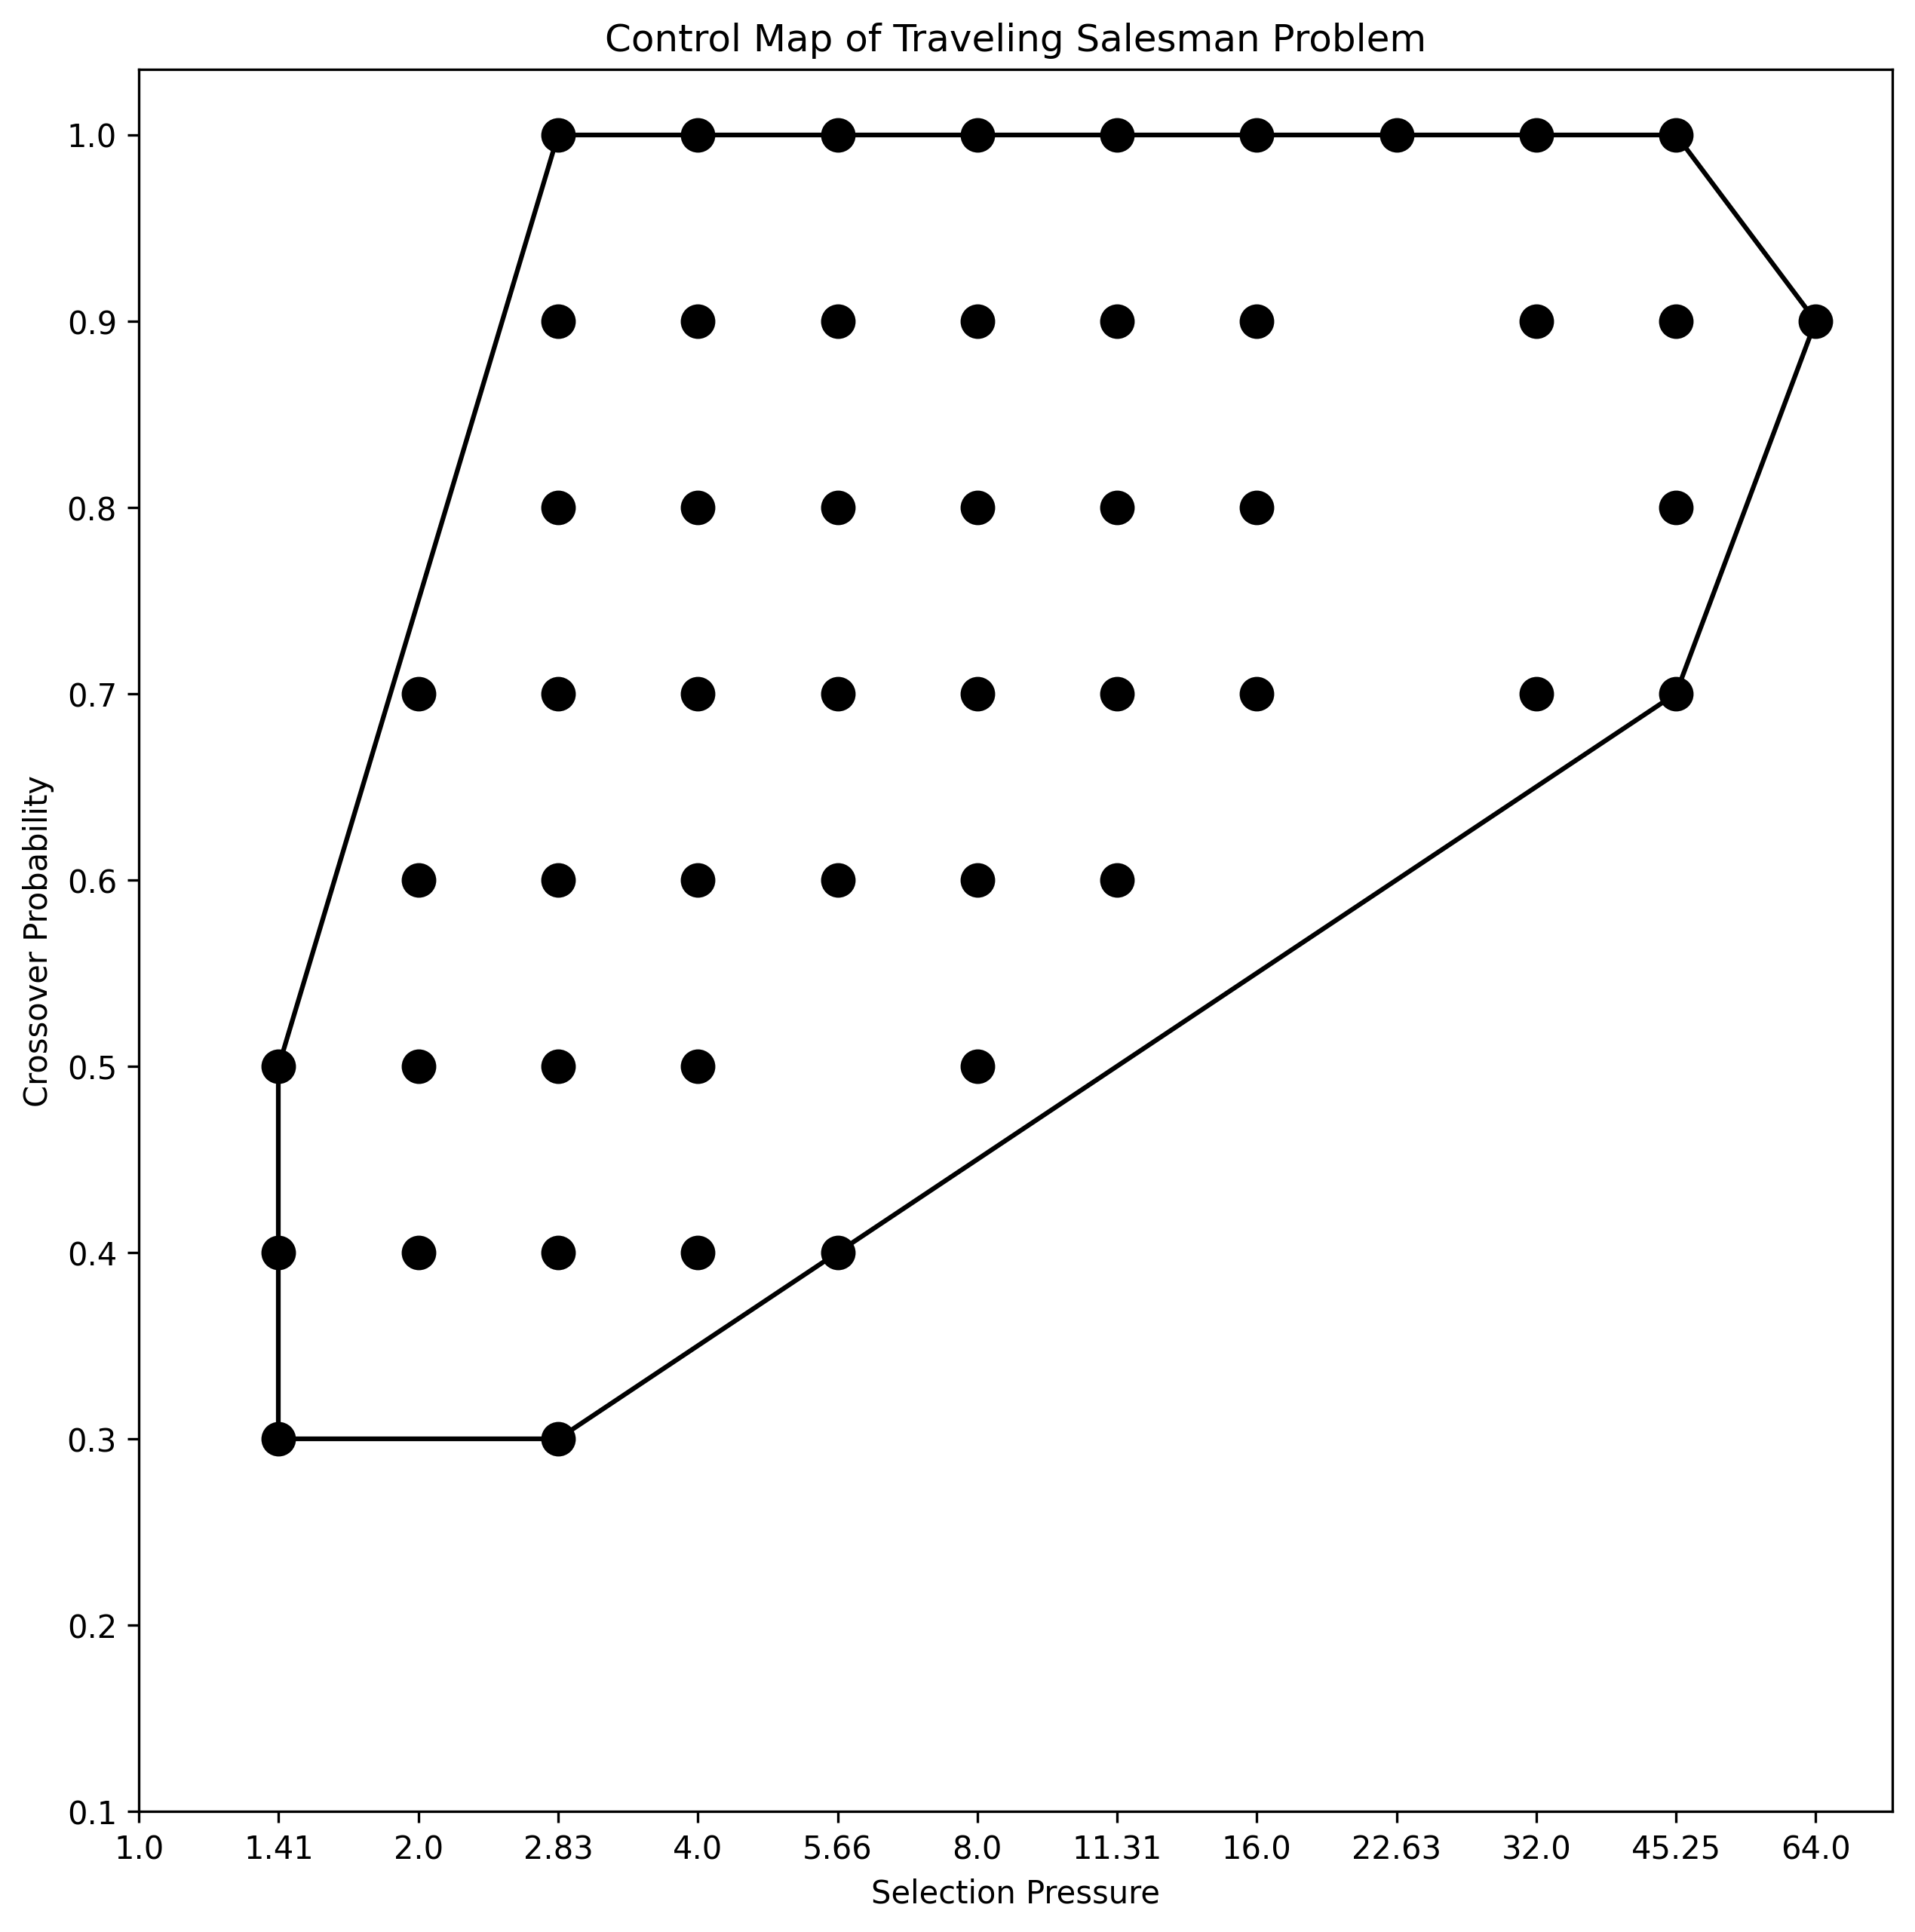 Control Map of Traveling Salesman Problem
1.0
0.9
0.8
0.7
0.6
0.5
0.4
0.3
0.2
0.1
Crossover Probability
1.0 1.41 2.0 2.83 4.0 5.66 8.0 11.31 16.0 22.63 32.0 45.25 64.0
Selection Pressure